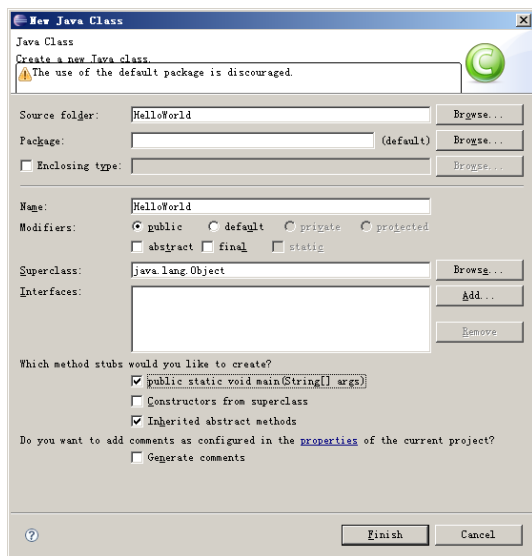 New Java Class
Java Class
Create a new Java class.
The use of the default package is discouraged.
Source folder: HelloWorld Browse...
Package: (default) Browse...
Enclosing type: Browse...
Name: HelloWorld
Modifiers: public default private protected
abstract final static
Superclass: java.lang.Object Browse...
Interfaces: Add...
Remove
Which method stubs would you like to create?
public static void main(String[] args)
Constructors from superclass
Inherited abstract methods
Do you want to add comments as configured in the properties of the current project?
Generate comments
? Finish Cancel